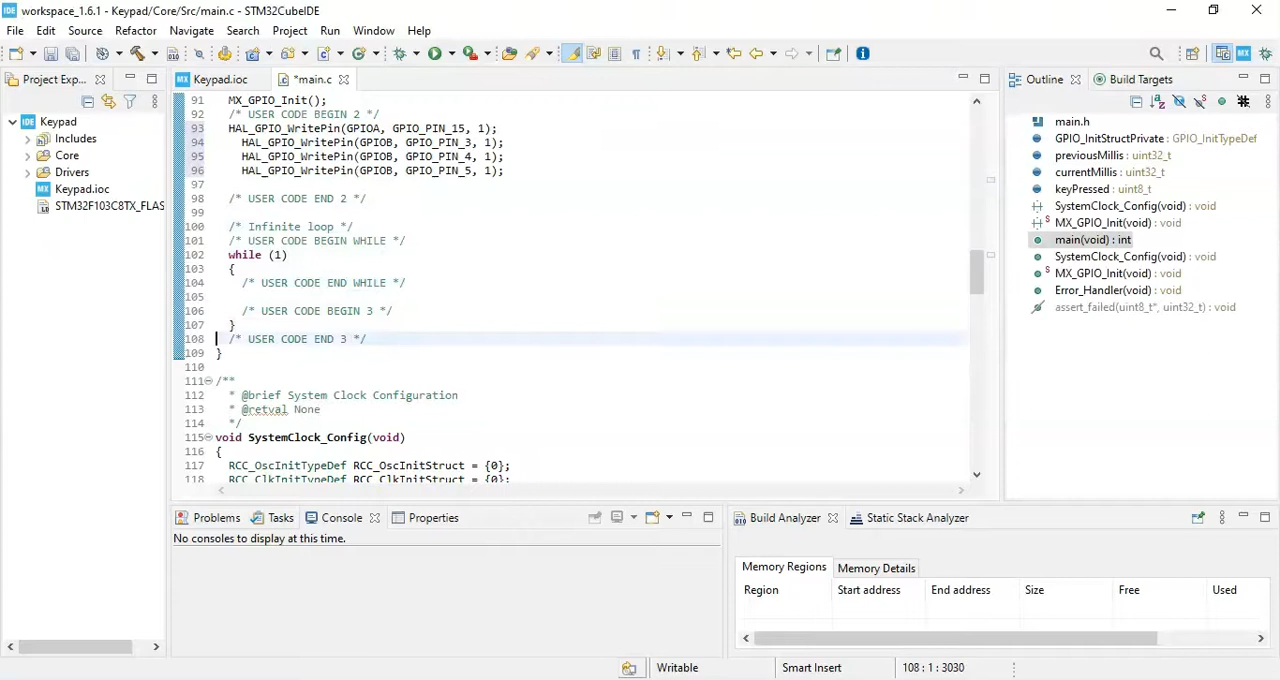 IDE workspace_1.6.1 - Keypad/Core/Src/main.c - STM32CubeIDE
File Edit Source Refactor Navigate Search Project Run Window Help
Project Exp...
Keypad
Includes
Core
Drivers
MX Keypad.ioc
STM32F103C8TX_FLAS
MX Keypad.ioc
*main.c
91 MX_GPIO_Init();
92 /* USER CODE BEGIN 2 */
93 HAL_GPIO_WritePin(GPIOA, GPIO_PIN_15, 1);
94 HAL_GPIO_WritePin(GPIOB, GPIO_PIN_3, 1);
95 HAL_GPIO_WritePin(GPIOB, GPIO_PIN_4, 1);
96 HAL_GPIO_WritePin(GPIOB, GPIO_PIN_5, 1);
97
98 /* USER CODE END 2 */
99
100 /* Infinite loop */
101 /* USER CODE BEGIN WHILE */
102 while (1)
103 {
104 /* USER CODE END WHILE */
105
106 /* USER CODE BEGIN 3 */
107 }
108 /* USER CODE END 3 */
109 }
110
111 /**
112 * @brief System Clock Configuration
113 * @retval None
114 */
115 void SystemClock_Config(void)
116 {
117 RCC_OscInitTypeDef RCC_OscInitStruct = {0};
118 RCC_ClkInitTypeDef RCC_ClkInitStruct = {0};
Outline
Build Targets
main.h
GPIO_InitStructPrivate : GPIO_InitTypeDef
previousMillis : uint32_t
currentMillis : uint32_t
keyPressed : uint8_t
SystemClock_Config(void) : void
MX_GPIO_Init(void) : void
main(void) : int
SystemClock_Config(void) : void
MX_GPIO_Init(void) : void
Error_Handler(void) : void
assert_failed(uint8_t*, uint32_t) : void
Problems Tasks Console Properties
No consoles to display at this time.
Build Analyzer Static Stack Analyzer
Memory Regions Memory Details
Region Start address End address Size Free Used
Writable Smart Insert 108 : 1 : 3030